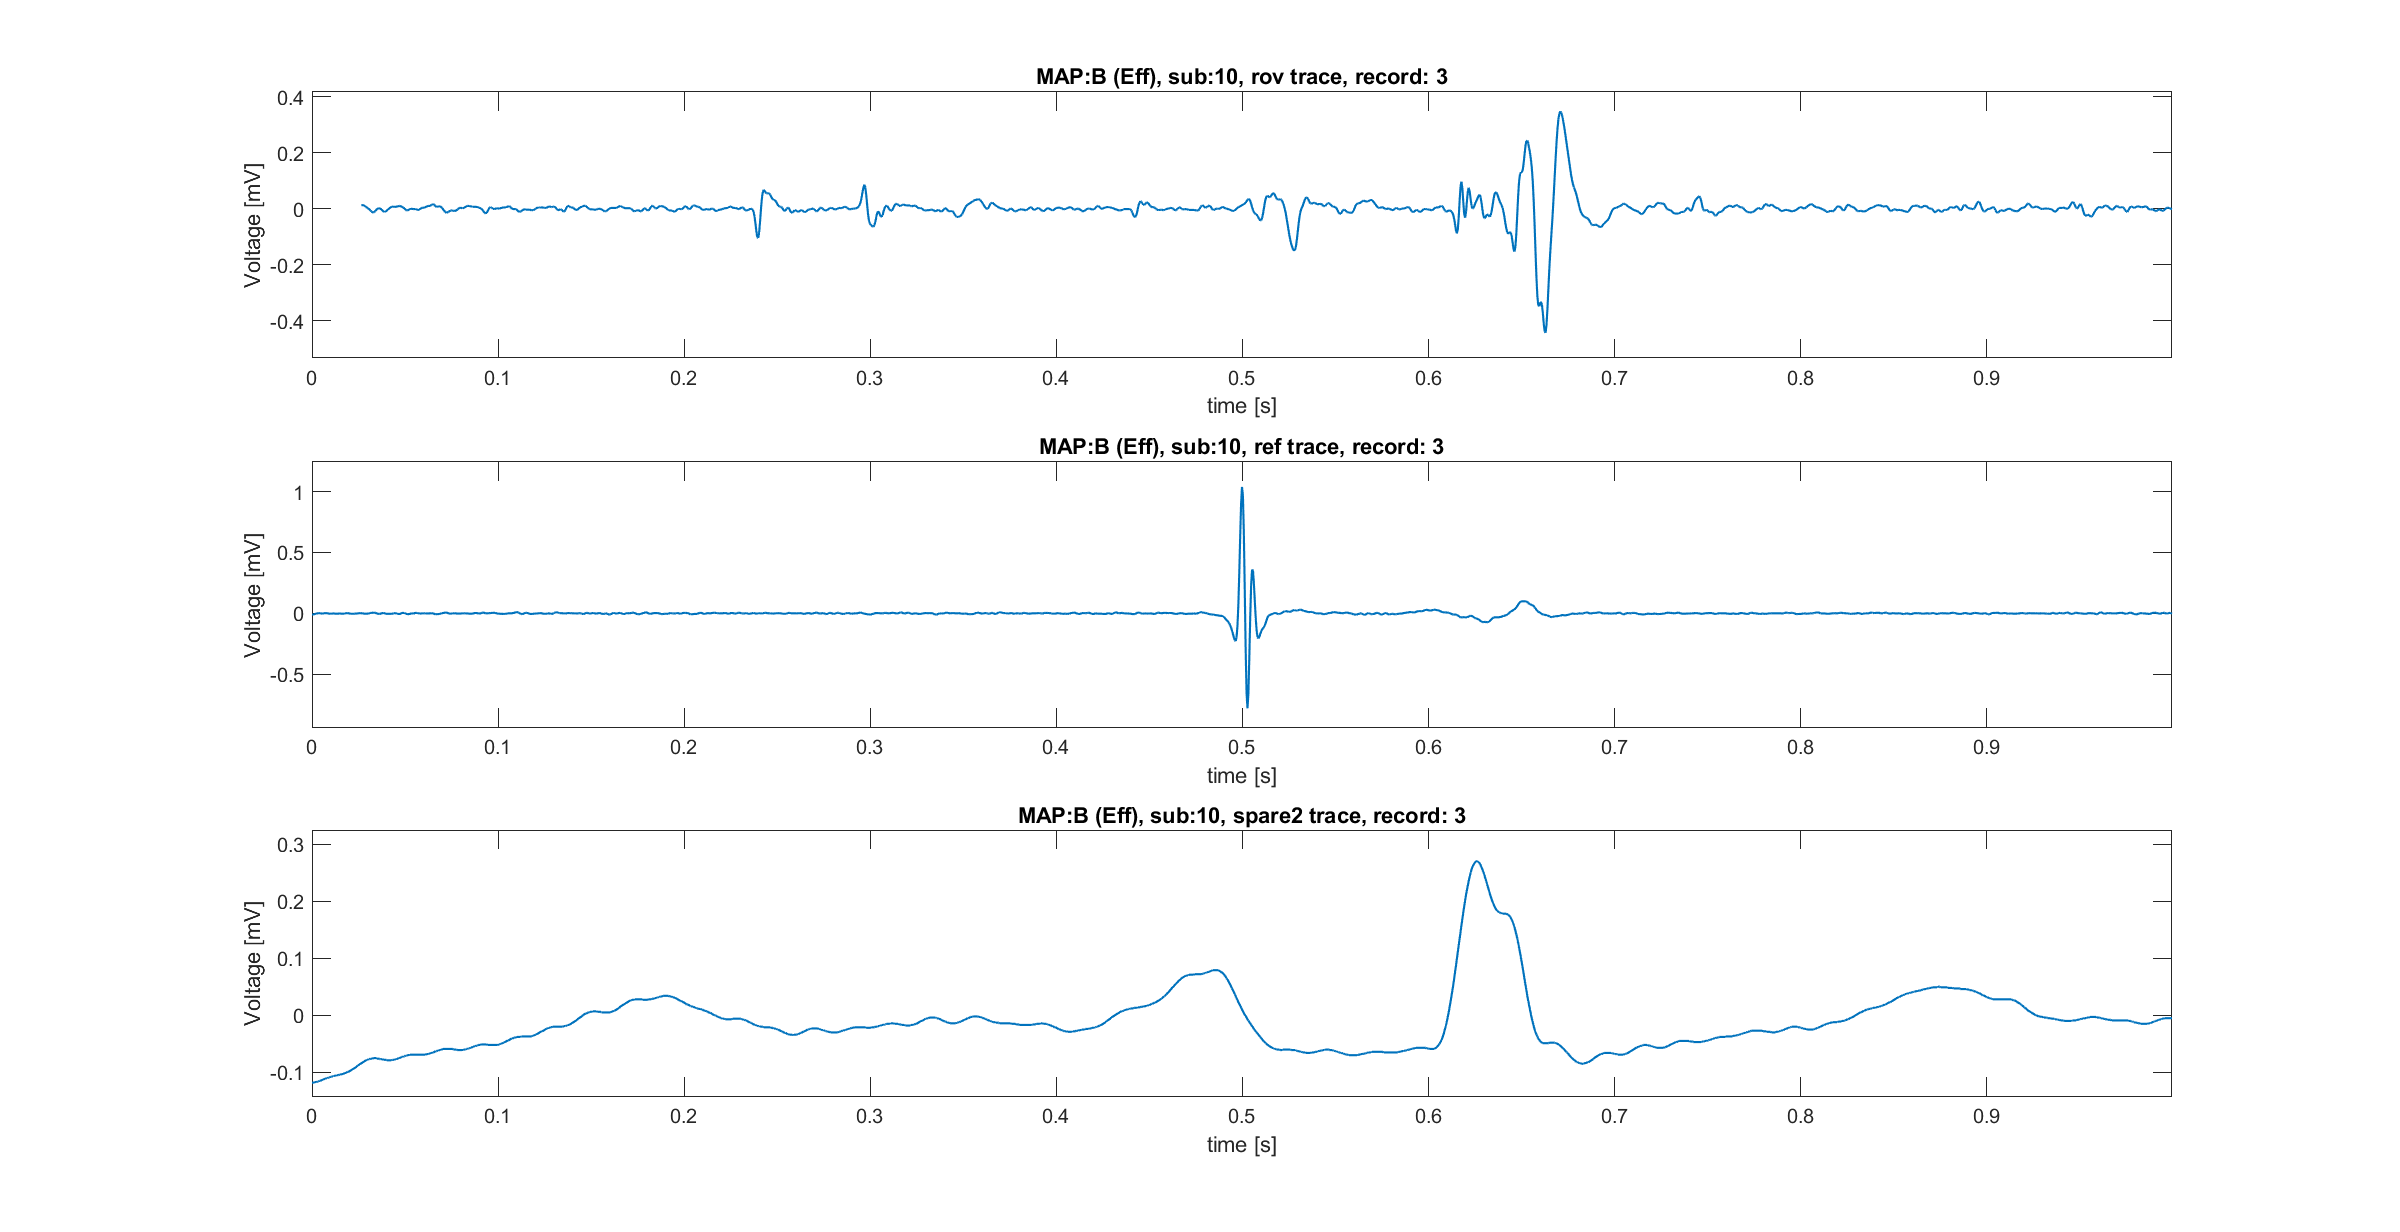 MAP:B (Eff), sub:10, rov trace, record: 3
0.4
0.2
0
-0.2
-0.4
Voltage [mV]
0 0.1 0.2 0.3 0.4 0.5 0.6 0.7 0.8 0.9
time [s]
MAP:B (Eff), sub:10, ref trace, record: 3
1
0.5
0
-0.5
Voltage [mV]
0 0.1 0.2 0.3 0.4 0.5 0.6 0.7 0.8 0.9
time [s]
MAP:B (Eff), sub:10, spare2 trace, record: 3
0.3
0.2
0.1
0
-0.1
Voltage [mV]
0 0.1 0.2 0.3 0.4 0.5 0.6 0.7 0.8 0.9
time [s]